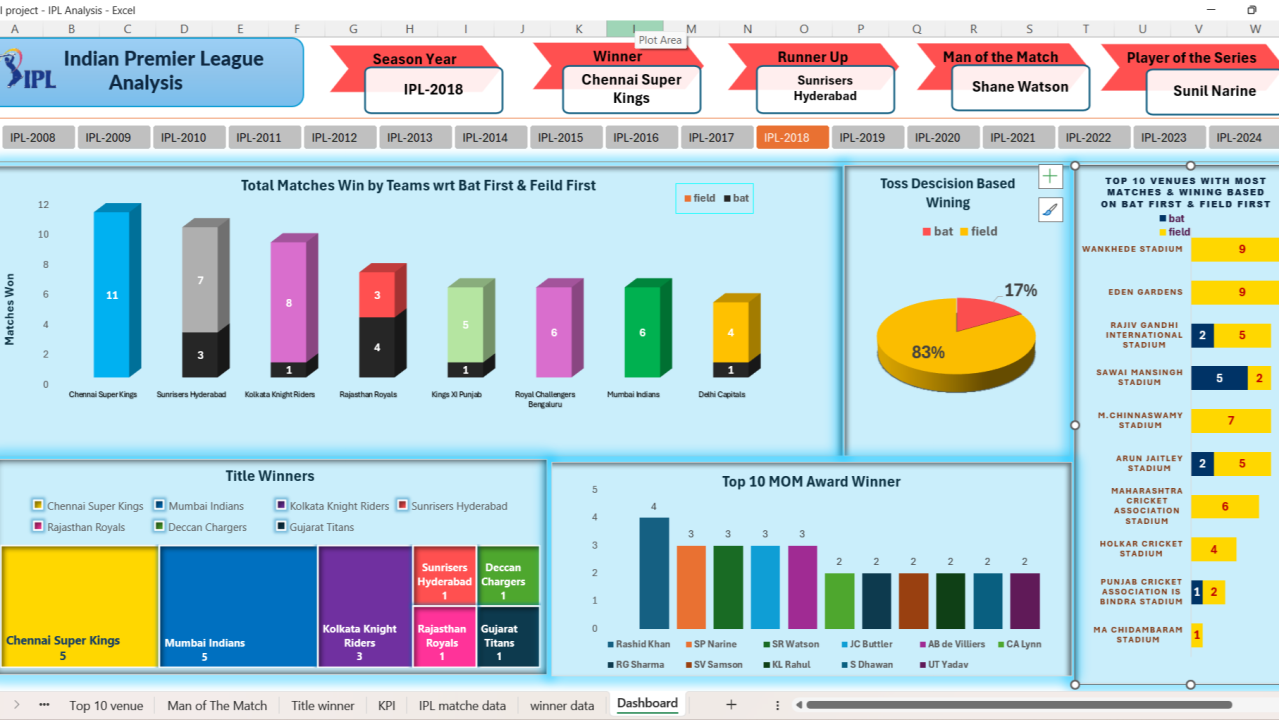 l project - IPL Analysis - Excel
A B C D E F G H I J K L M N O P Q R S T U V W
Plot Area
IPL
Indian Premier League
Analysis
Season Year
IPL-2018
Winner
Chennai Super
Kings
Runner Up
Sunrisers
Hyderabad
Man of the Match
Shane Watson
Player of the Series
Sunil Narine
IPL-2008 IPL-2009 IPL-2010 IPL-2011 IPL-2012 IPL-2013 IPL-2014 IPL-2015 IPL-2016 IPL-2017 IPL-2018 IPL-2019 IPL-2020 IPL-2021 IPL-2022 IPL-2023 IPL-2024
Total Matches Win by Teams wrt Bat First & Feild First
field bat
Matches Won
12
10
8
6
4
2
0
11
7
3
8
1
3
4
5
1
6
6
4
1
Chennai Super Kings
Sunrisers Hyderabad
Kolkata Knight Riders
Rajasthan Royals
Kings XI Punjab
Royal Challengers
Bengaluru
Mumbai Indians
Delhi Capitals
Toss Descision Based
Wining
bat field
17%
83%
TOP 10 VENUES WITH MOST
MATCHES & WINING BASED
ON BAT FIRST & FIELD FIRST
bat
field
WANKHEDE STADIUM
9
EDEN GARDENS
9
RAJIV GANDHI
INTERNATIONAL
STADIUM
2 5
SAWAI MANSINGH
STADIUM
5 2
M.CHINNASWAMY
STADIUM
7
ARUN JAITLEY
STADIUM
2 5
MAHARASHTRA
CRICKET
ASSOCIATION
STADIUM
6
HOLKAR CRICKET
STADIUM
4
PUNJAB CRICKET
ASSOCIATION IS
BINDRA STADIUM
1 2
MA CHIDAMBARAM
STADIUM
1
Title Winners
Chennai Super Kings Mumbai Indians Kolkata Knight Riders Sunrisers Hyderabad
Rajasthan Royals Deccan Chargers Gujarat Titans
Chennai Super Kings
5
Mumbai Indians
5
Kolkata Knight
Riders
3
Sunrisers
Hyderabad
1
Deccan
Chargers
1
Rajasthan
Royals
1
Gujarat
Titans
1
Top 10 MOM Award Winner
5
4
3
2
1
0
4 3 3 3 3 2 2 2 2 2 2
Rashid Khan SP Narine SR Watson JC Buttler AB de Villiers CA Lynn
RG Sharma SV Samson KL Rahul S Dhawan UT Yadav
Top 10 venue Man of The Match Title winner KPI IPL matche data winner data Dashboard